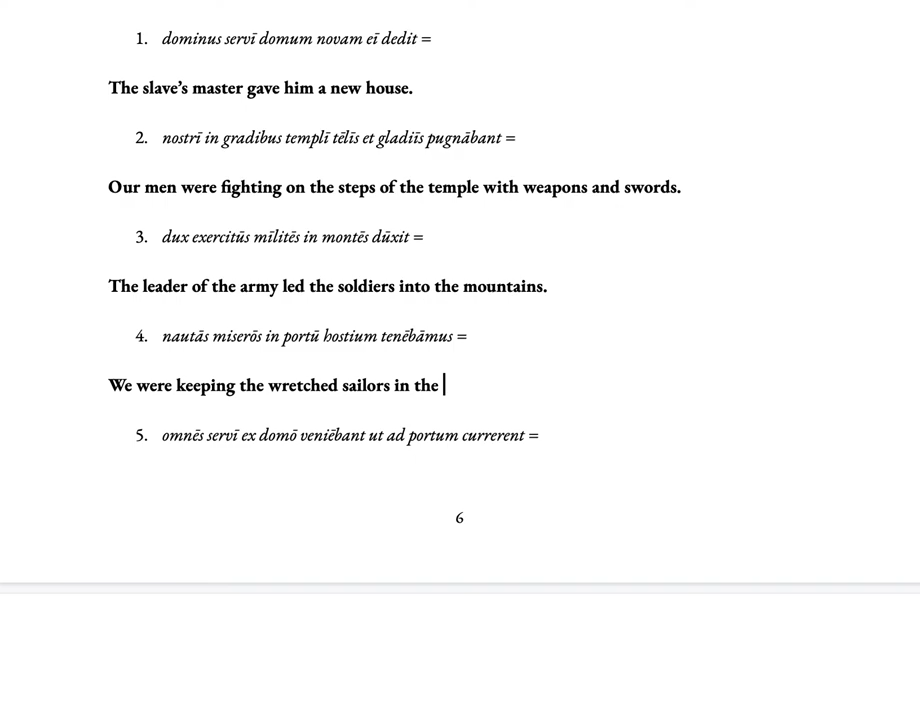 1. dominus servī domum novam eī dedit =
The slave’s master gave him a new house.
2. nostrī in gradibus templī tēlīs et gladiīs pugnābant =
Our men were fighting on the steps of the temple with weapons and swords.
3. dux exercitūs mīlitēs in montēs dūxit =
The leader of the army led the soldiers into the mountains.
4. nautās miserōs in portū hostium tenēbāmus =
We were keeping the wretched sailors in the
5. omnēs servī ex domō veniēbant ut ad portum currerent =
6